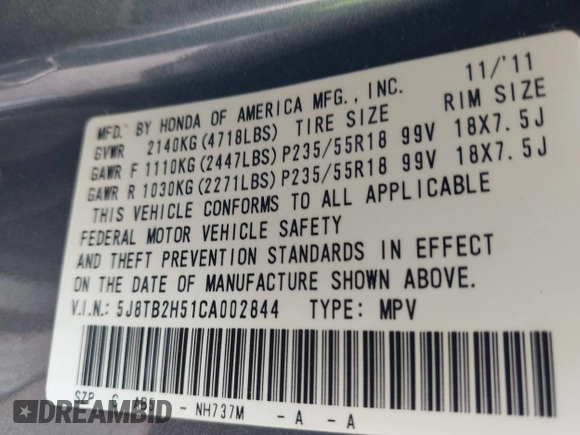 MFD. BY HONDA OF AMERICA MFG., INC. 11/'11
GVWR 2140KG(4718LBS) TIRE SIZE RIM SIZE
GAWR F 1110KG(2447LBS) P235/55R18 99V 18X7.5J
GAWR R 1030KG(2271LBS) P235/55R18 99V 18X7.5J
THIS VEHICLE CONFORMS TO ALL APPLICABLE
FEDERAL MOTOR VEHICLE SAFETY
AND THEFT PREVENTION STANDARDS IN EFFECT
ON THE DATE OF MANUFACTURE SHOWN ABOVE.
V.I.N.: 5J8TB2H51CA002844 TYPE: MPV
- NH737M - A - A
DREAMBID